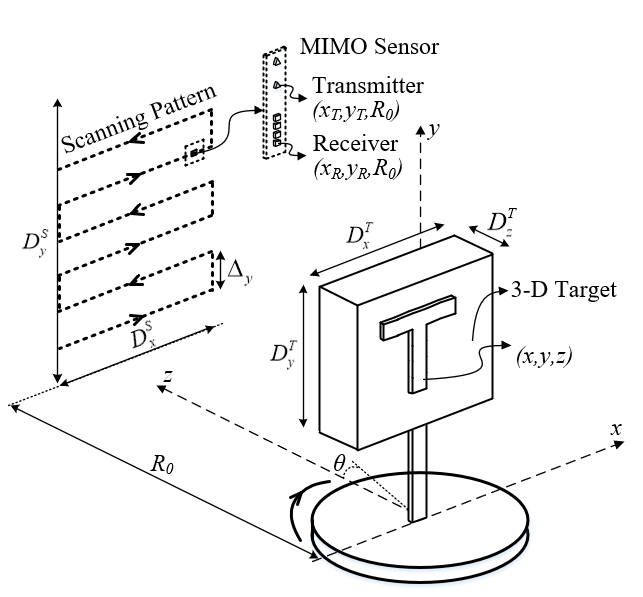 MIMO Sensor
Transmitter
(x_T,y_T,R_0)
Receiver
(x_R,y_R,R_0)
Scanning Pattern
y
D_y^S
Δ_y
D_x^S
D_x^T
D_z^T
3-D Target
D_y^T
(x,y,z)
z
x
R_0
θ
T